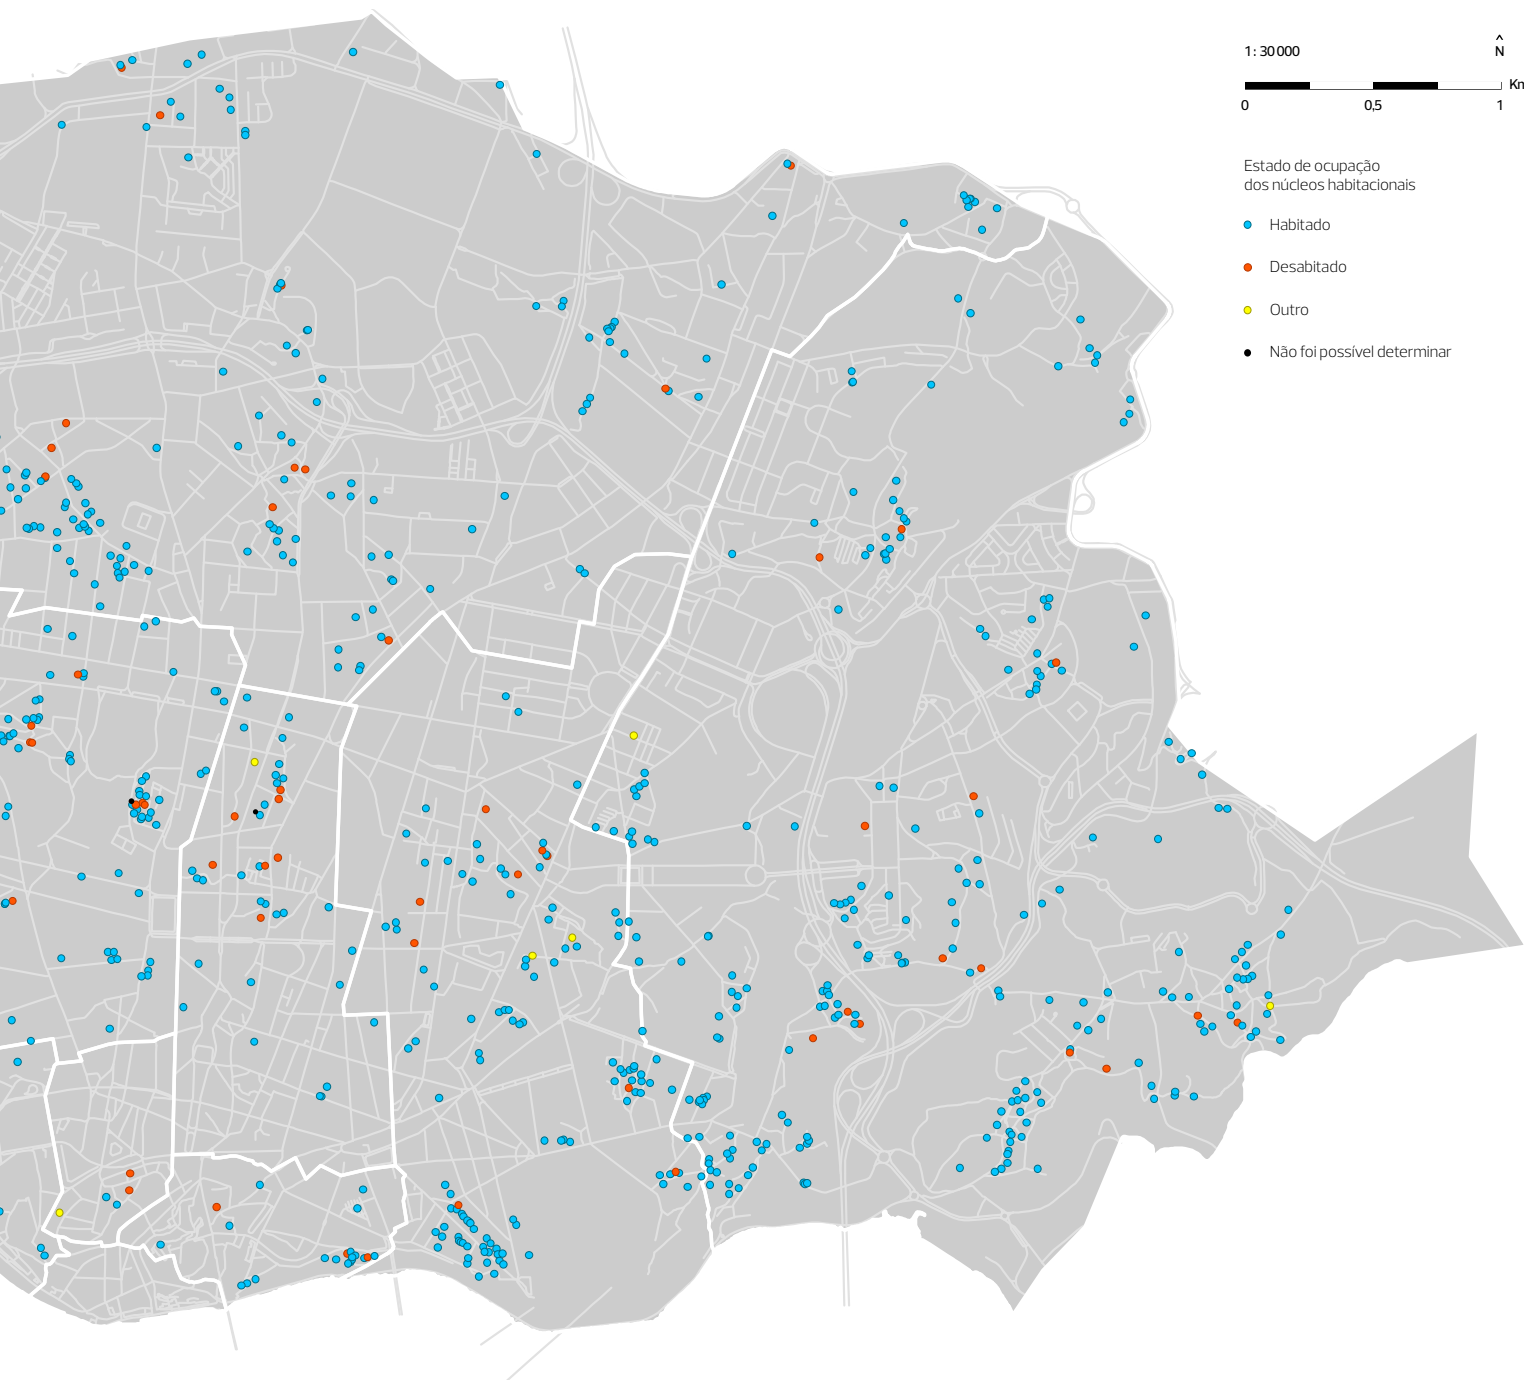 1: 30 000
N
Km
0 0,5 1
Estado de ocupação
dos núcleos habitacionais
Habitado
Desabitado
Outro
Não foi possível determinar